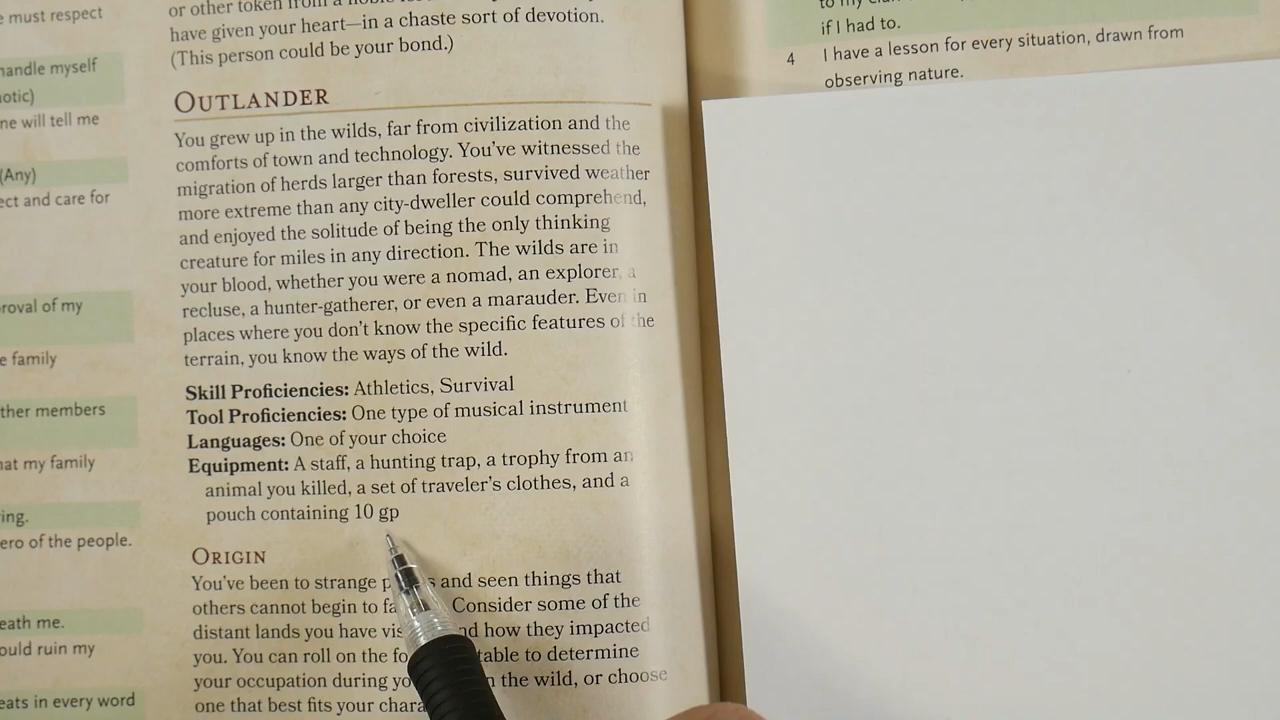 e must respect
handle myself
otic)
ne will tell me
(Any)
ect and care for
roval of my
e family
ther members
hat my family
ing.
ero of the people.
eath me.
ould ruin my
eats in every word
or other token from a
have given your heart—in a chaste sort of devotion.
(This person could be your bond.)
OUTLANDER
You grew up in the wilds, far from civilization and the
comforts of town and technology. You've witnessed the
migration of herds larger than forests, survived weather
more extreme than any city-dweller could comprehend,
and enjoyed the solitude of being the only thinking
creature for miles in any direction. The wilds are in
your blood, whether you were a nomad, an explorer, a
recluse, a hunter-gatherer, or even a marauder. Even in
places where you don't know the specific features of the
terrain, you know the ways of the wild.
Skill Proficiencies: Athletics, Survival
Tool Proficiencies: One type of musical instrument
Languages: One of your choice
Equipment: A staff, a hunting trap, a trophy from an
animal you killed, a set of traveler's clothes, and a
pouch containing 10 gp
ORIGIN
You've been to strange p s and seen things that
others cannot begin to fa Consider some of the
distant lands you have vis nd how they impacted
you. You can roll on the fo table to determine
your occupation during yo n the wild, or choose
one that best fits your chara
if I had to.
4 I have a lesson for every situation, drawn from
observing nature.